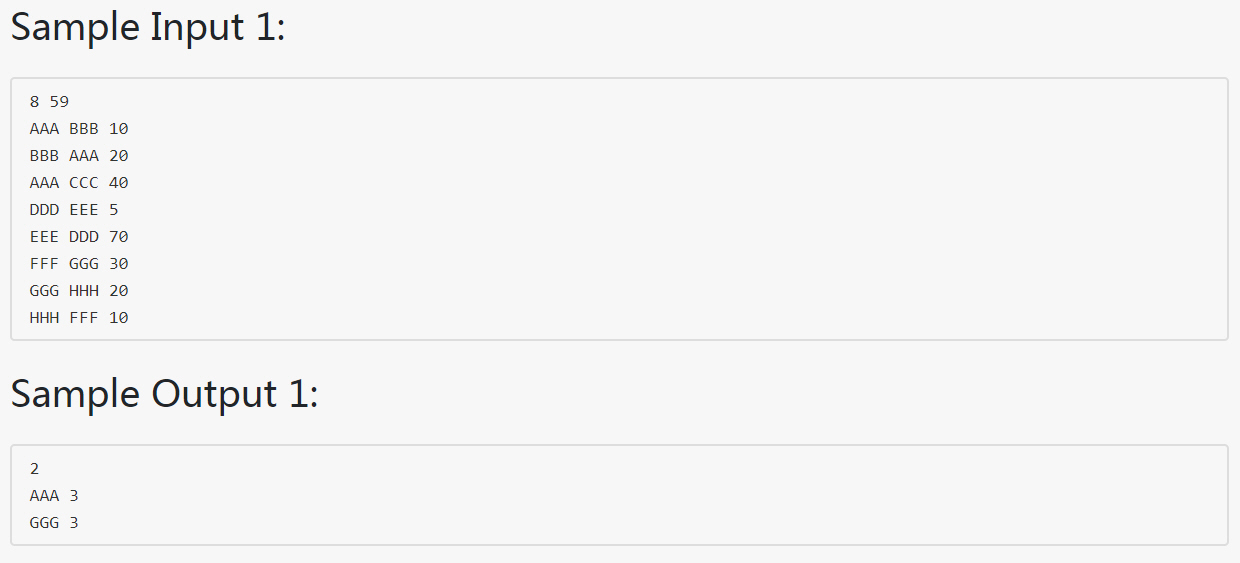 Sample Input 1:
8 59
AAA BBB 10
BBB AAA 20
AAA CCC 40
DDD EEE 5
EEE DDD 70
FFF GGG 30
GGG HHH 20
HHH FFF 10
Sample Output 1:
2
AAA 3
GGG 3